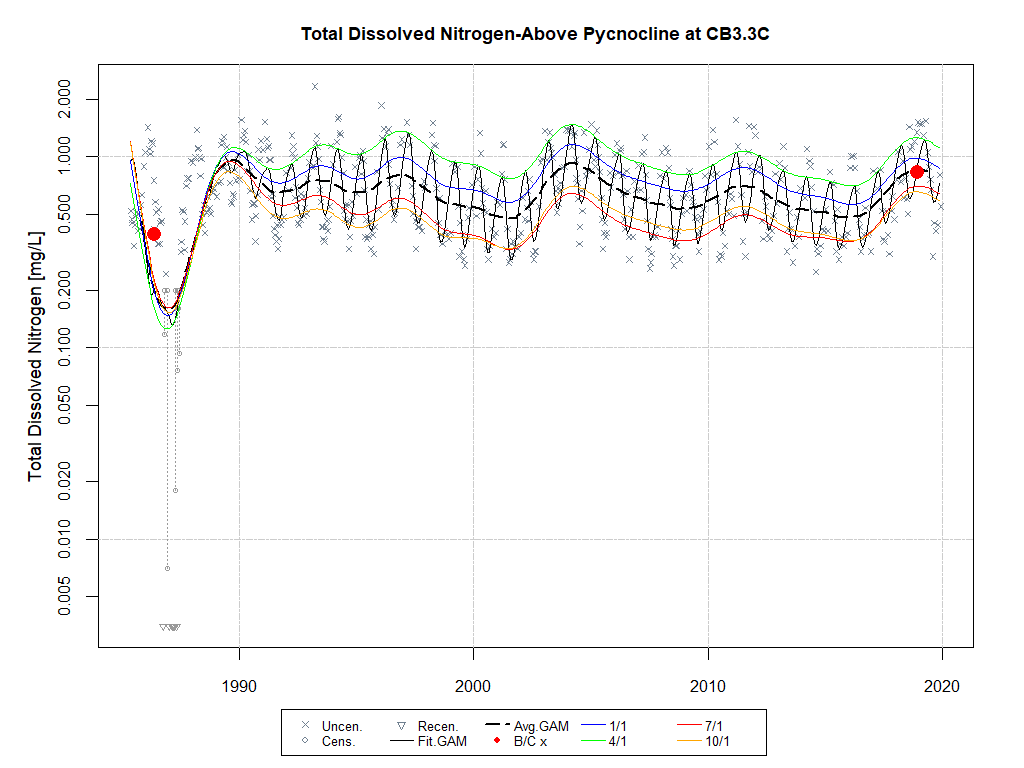 Total Dissolved Nitrogen-Above Pycnocline at CB3.3C
Total Dissolved Nitrogen [mg/L]
2.000
1.000
0.500
0.200
0.100
0.050
0.020
0.010
0.005
1990 2000 2010 2020
Uncen. Recen. Avg.GAM 1/1 7/1
Cens. Fit.GAM B/C x 4/1 10/1